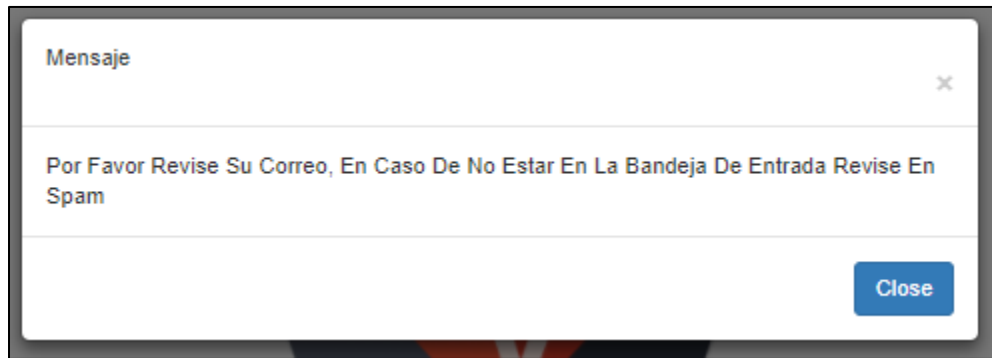 Mensaje
×
Por Favor Revise Su Correo, En Caso De No Estar En La Bandeja De Entrada Revise En
Spam
Close